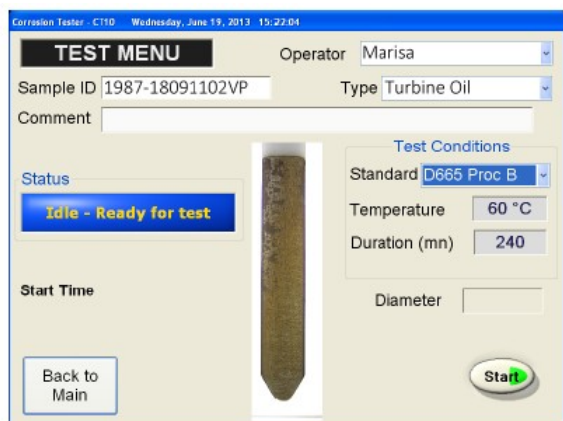 Corrosion Tester - CT10 Wednesday, June 19, 2013 15:22:04
TEST MENU
Operator Marisa
Sample ID 1987-18091102VP
Type Turbine Oil
Comment
Test Conditions
Standard D665 Proc B
Temperature 60 °C
Duration (mn) 240
Status
Idle - Ready for test
Start Time
Diameter
Back to
Main
Start